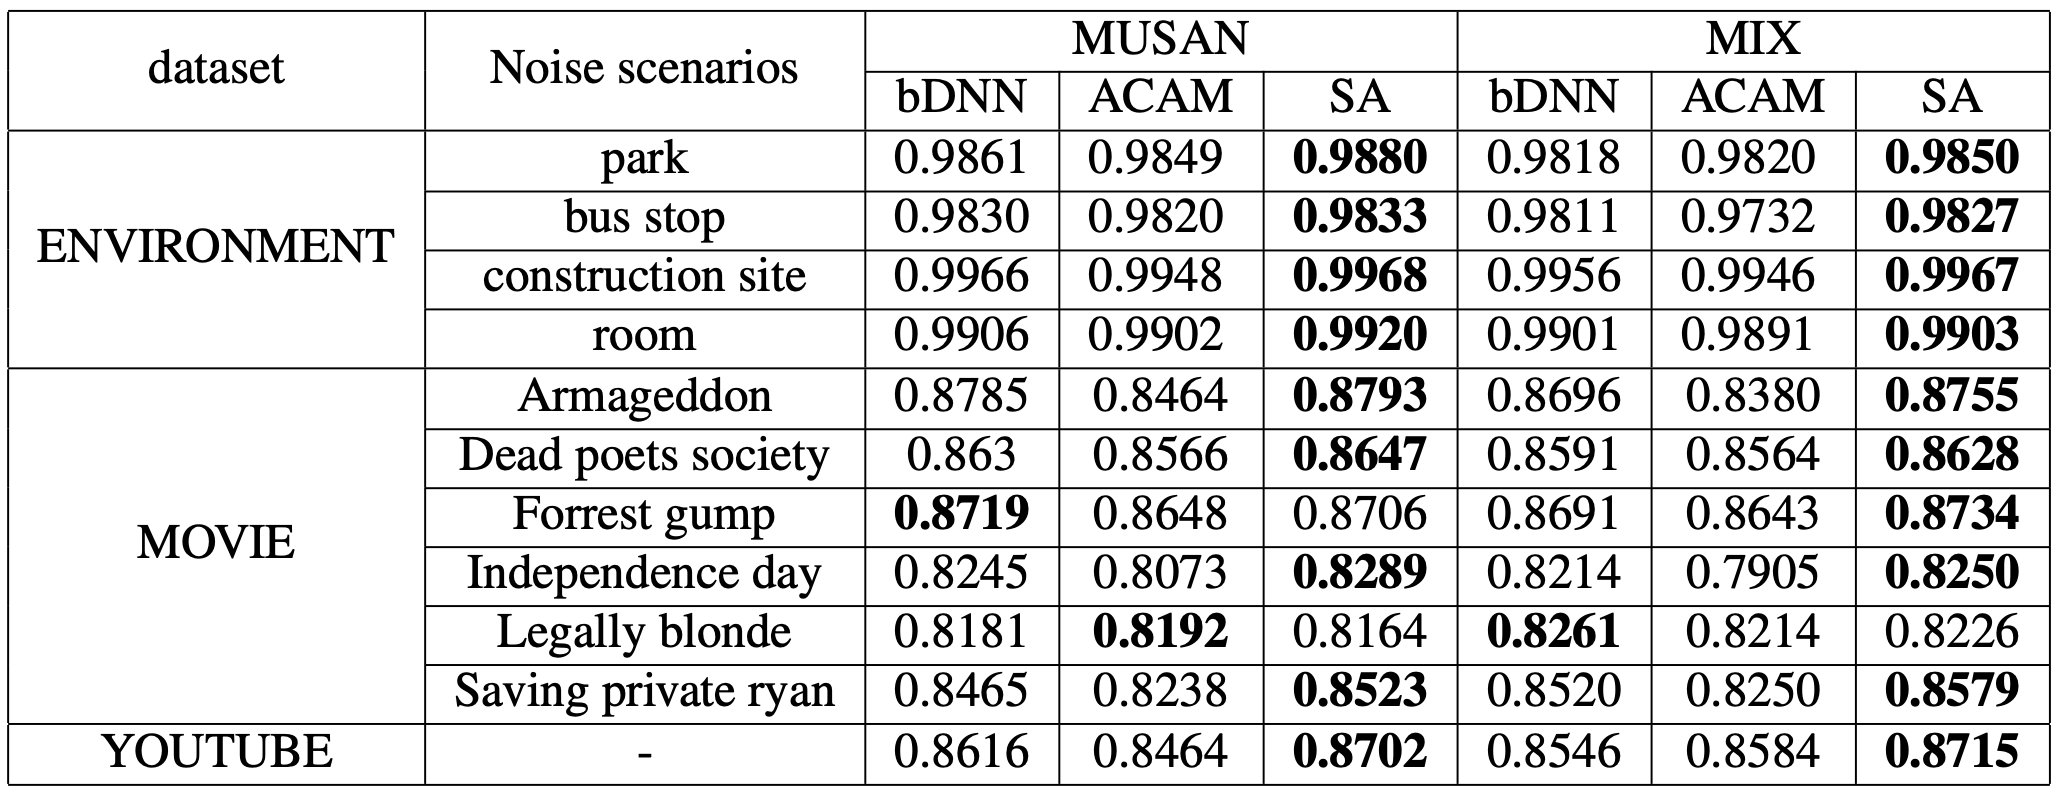 dataset Noise scenarios MUSAN MIX
bDNN ACAM SA bDNN ACAM SA
ENVIRONMENT park 0.9861 0.9849 0.9880 0.9818 0.9820 0.9850
bus stop 0.9830 0.9820 0.9833 0.9811 0.9732 0.9827
construction site 0.9966 0.9948 0.9968 0.9956 0.9946 0.9967
room 0.9906 0.9902 0.9920 0.9901 0.9891 0.9903
MOVIE Armageddon 0.8785 0.8464 0.8793 0.8696 0.8380 0.8755
Dead poets society 0.863 0.8566 0.8647 0.8591 0.8564 0.8628
Forrest gump 0.8719 0.8648 0.8706 0.8691 0.8643 0.8734
Independence day 0.8245 0.8073 0.8289 0.8214 0.7905 0.8250
Legally blonde 0.8181 0.8192 0.8164 0.8261 0.8214 0.8226
Saving private ryan 0.8465 0.8238 0.8523 0.8520 0.8250 0.8579
YOUTUBE - 0.8616 0.8464 0.8702 0.8546 0.8584 0.8715